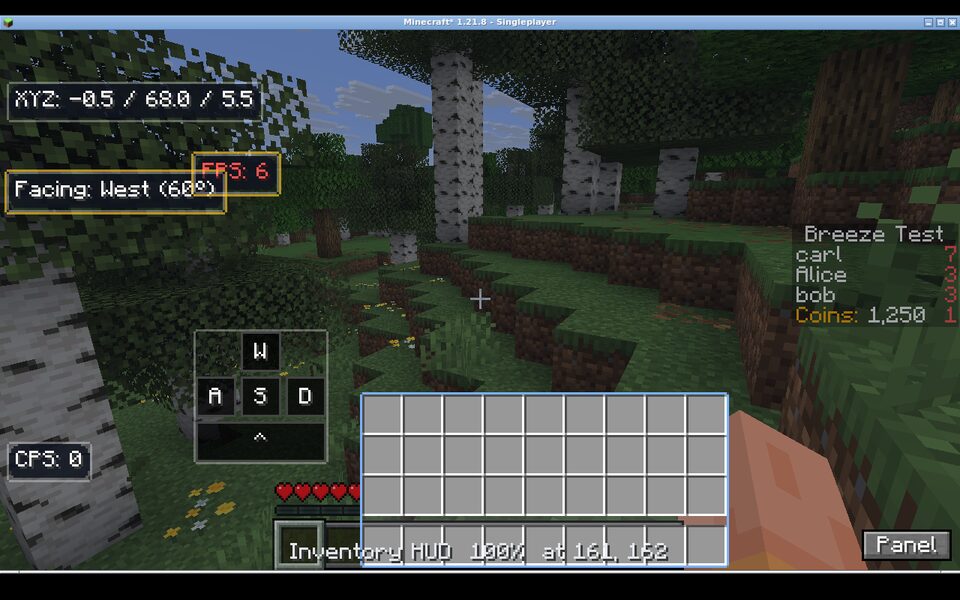 Minecraft* 1.21.8 - Singleplayer
XYZ: -0.5 / 68.0 / 5.5
FPS: 6
Facing: West (60°)
Breeze Test
carl 7
Alice 3
bob 3
Coins: 1,250 1
W
A S D
^
CPS: 0
Inventory HUD 100% at 161, 162
Panel